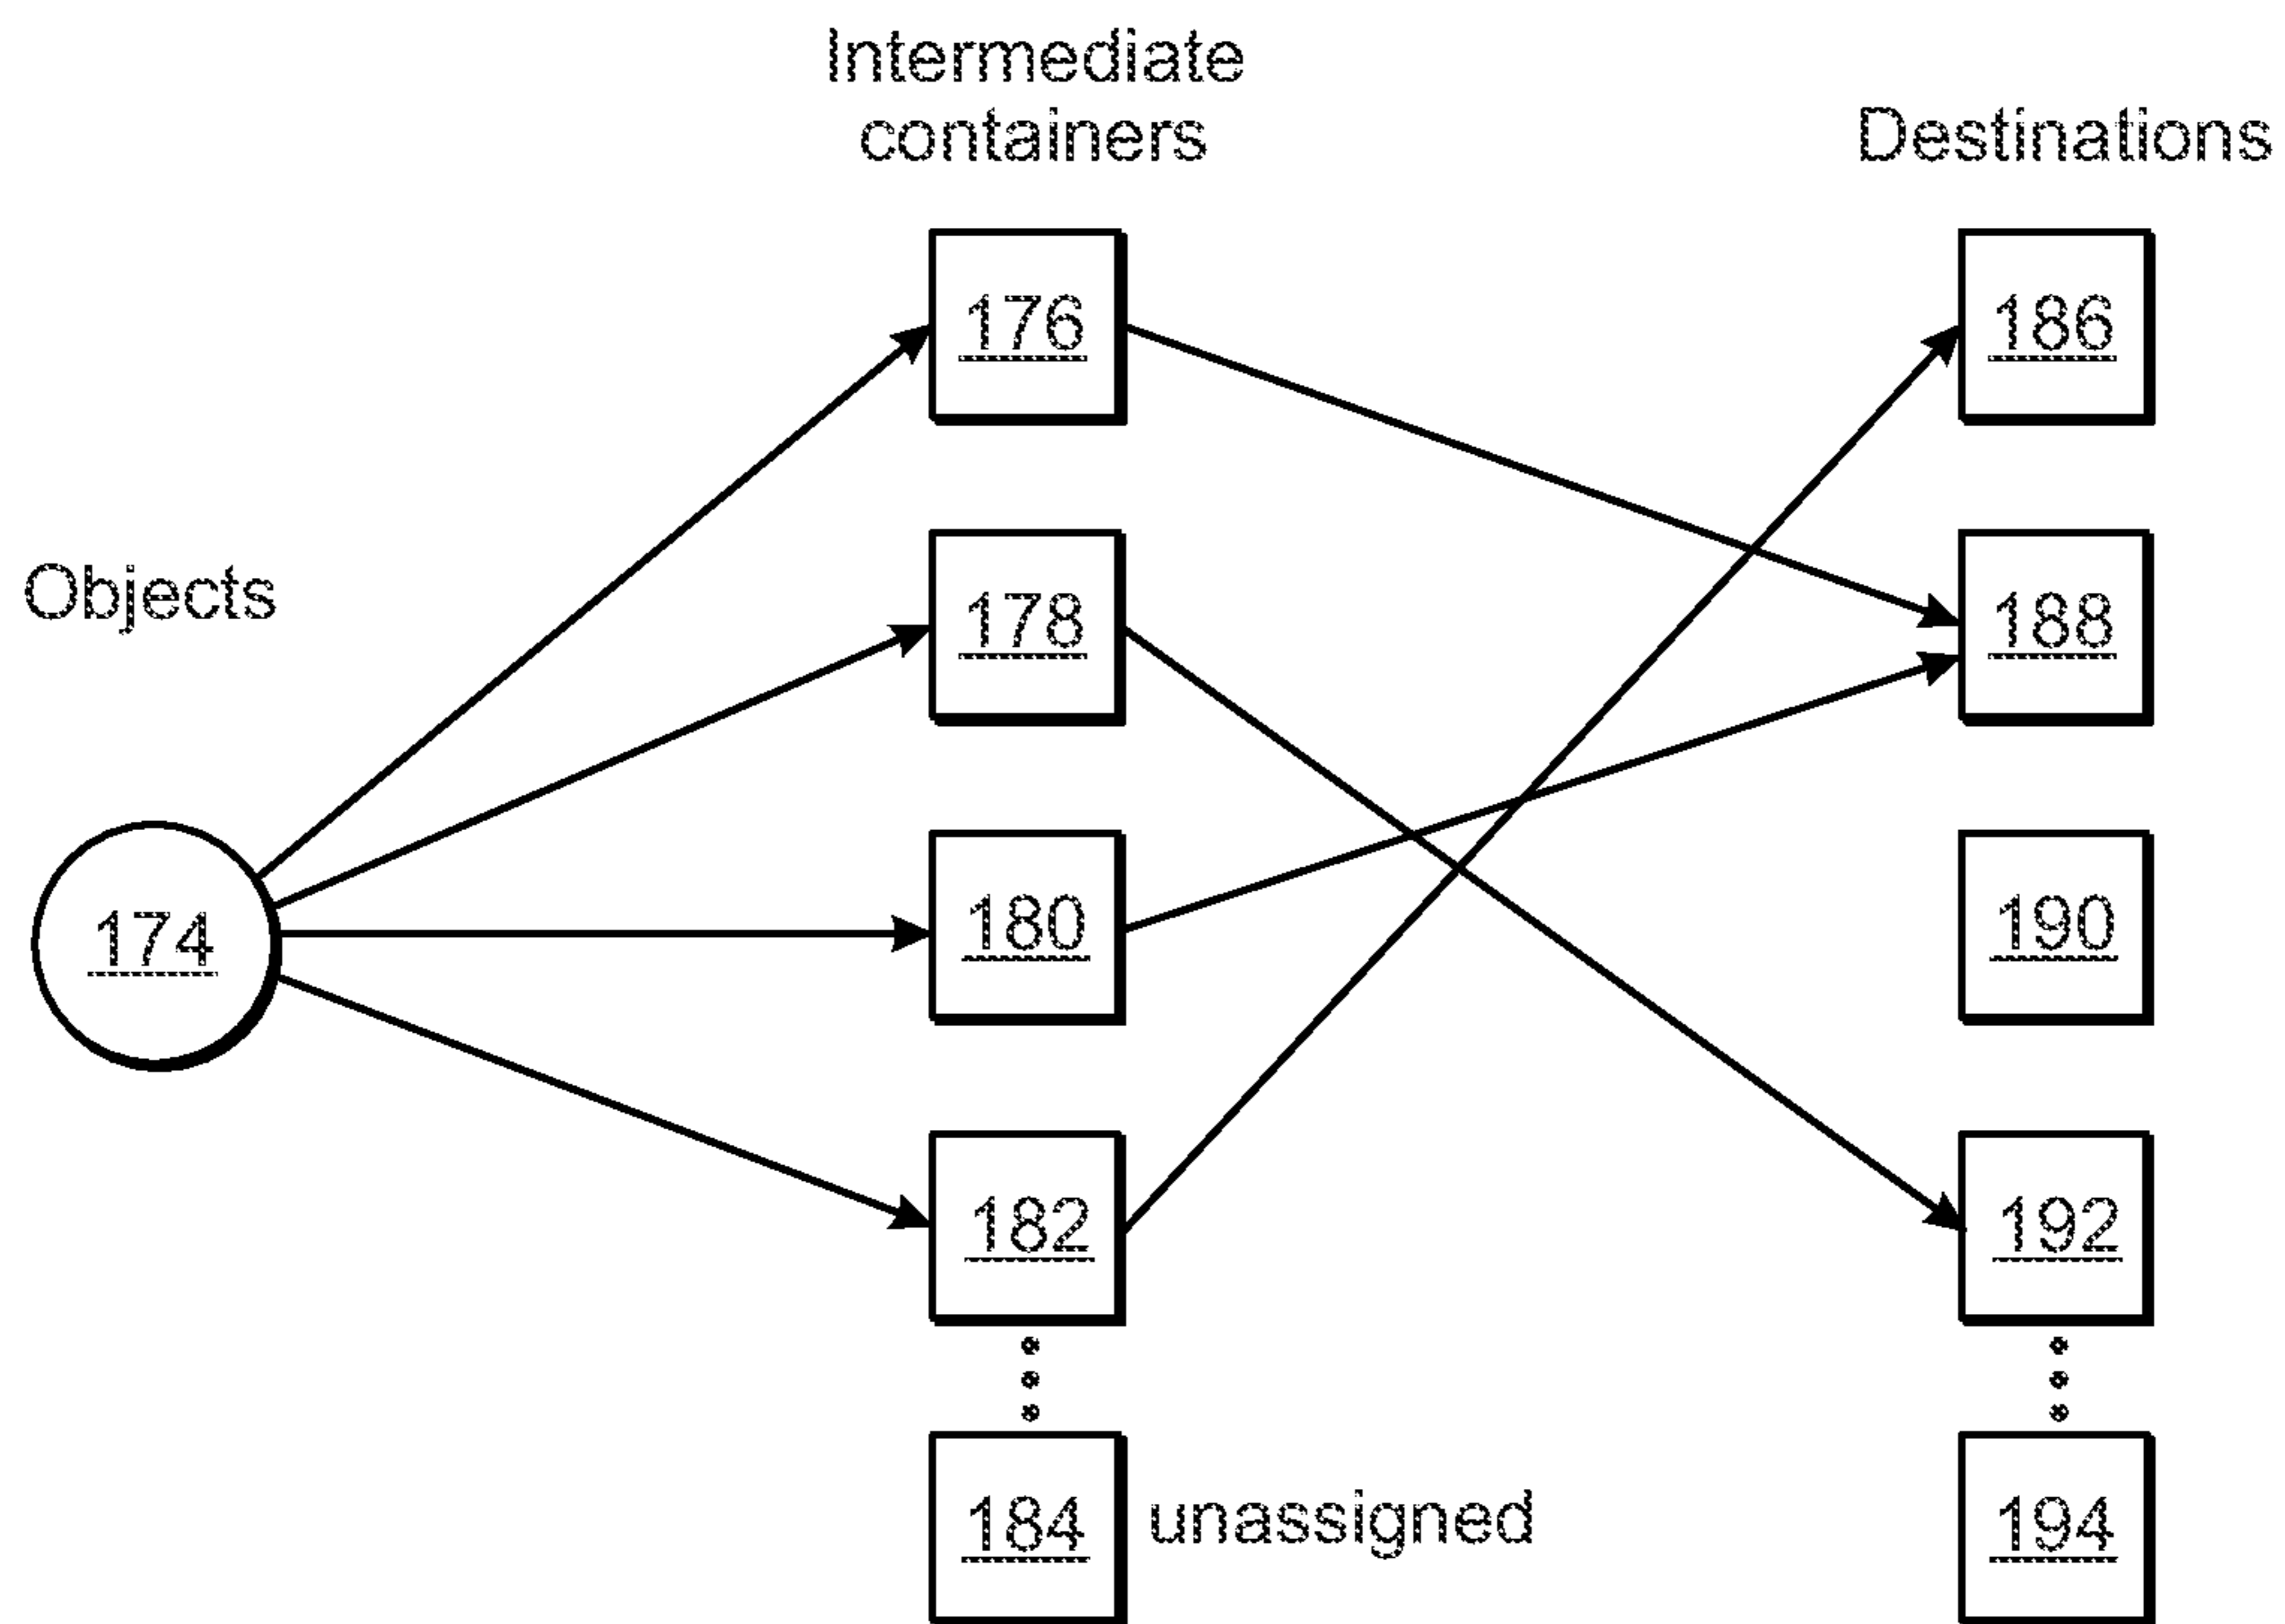 Intermediate
containers
Destinations
Objects
174
176
178
180
182
184
unassigned
186
188
190
192
194